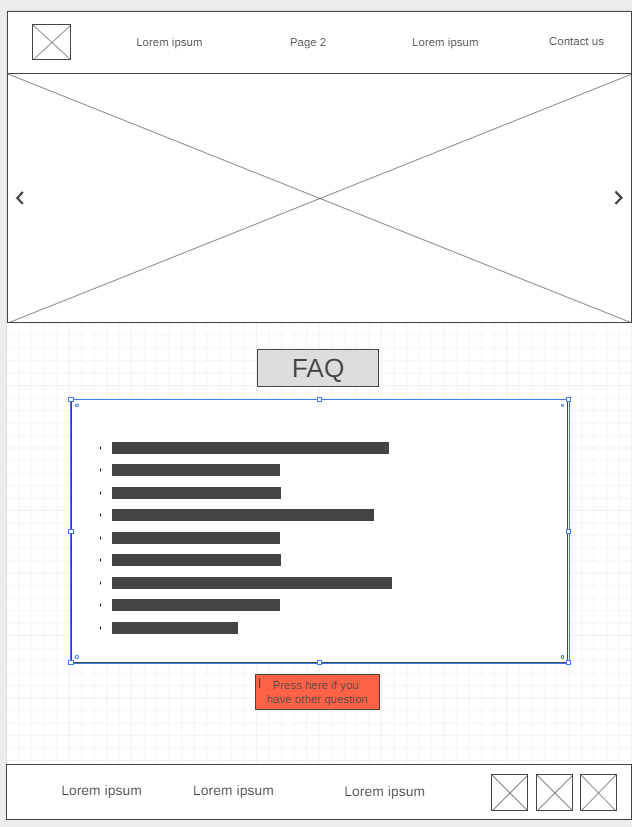 Lorem ipsum Page 2 Lorem ipsum Contact us
FAQ
Press here if you
have other question
Lorem ipsum Lorem ipsum Lorem ipsum